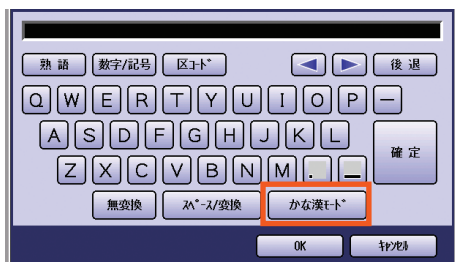 熟語 数字/記号 区ｺｰﾄﾞ 後退
Q W E R T Y U I O P ー
A S D F G H J K L
Z X C V B N M . _ 確定
無変換 ｽﾍﾟｰｽ/変換 かな漢ﾓｰﾄﾞ
OK ｷｬﾝｾﾙ